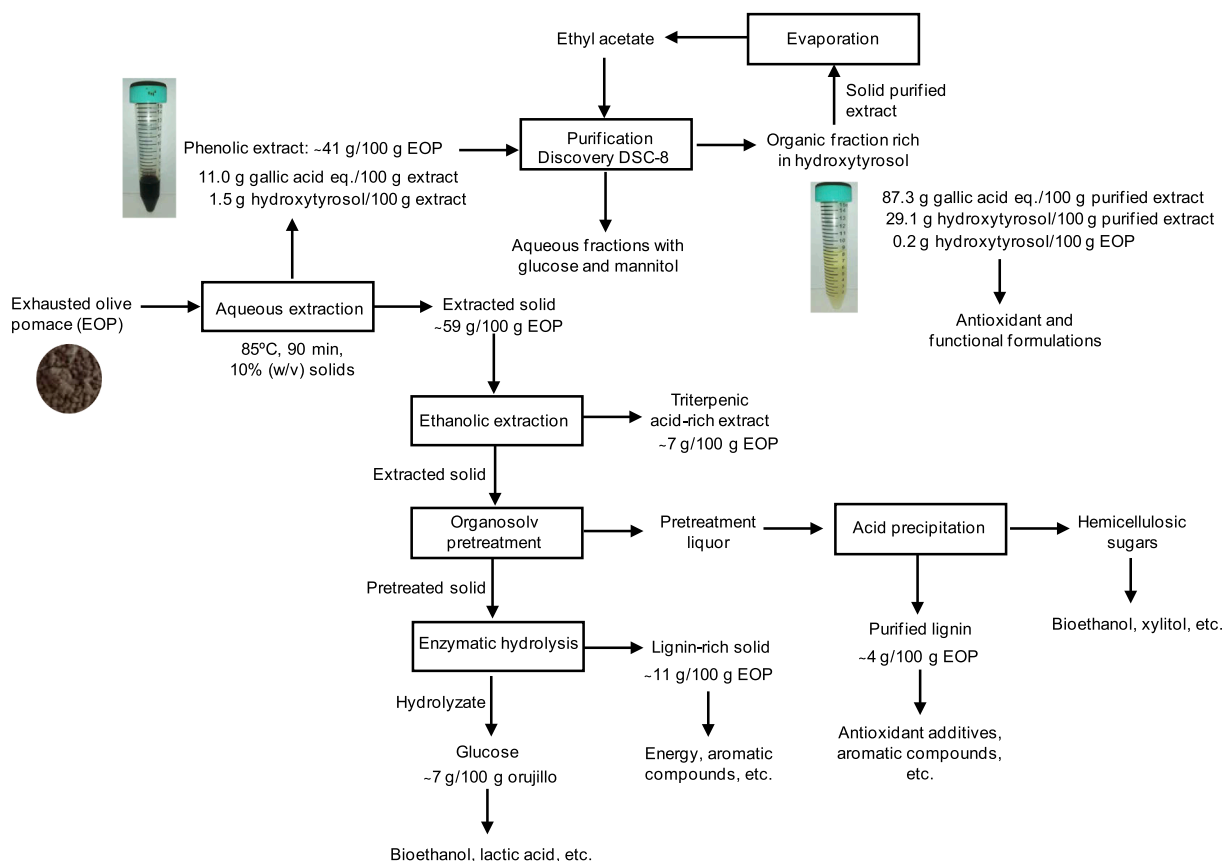 Ethyl acetate
Evaporation
Solid purified
extract
Purification
Discovery DSC-8
Organic fraction rich
in hydroxytyrosol
Phenolic extract: ~41 g/100 g EOP
11.0 g gallic acid eq./100 g extract
1.5 g hydroxytyrosol/100 g extract
87.3 g gallic acid eq./100 g purified extract
29.1 g hydroxytyrosol/100 g purified extract
0.2 g hydroxytyrosol/100 g EOP
Aqueous fractions with
glucose and mannitol
Antioxidant and
functional formulations
Exhausted olive
pomace (EOP)
Aqueous extraction
85ºC, 90 min,
10% (w/v) solids
Extracted solid
~59 g/100 g EOP
Ethanolic extraction
Triterpenic
acid-rich extract
~7 g/100 g EOP
Extracted solid
Organosolv
pretreatment
Pretreatment
liquor
Acid precipitation
Hemicellulosic
sugars
Pretreated solid
Bioethanol, xylitol, etc.
Enzymatic hydrolysis
Lignin-rich solid
~11 g/100 g EOP
Purified lignin
~4 g/100 g EOP
Hydrolyzate
Glucose
~7 g/100 g orujillo
Energy, aromatic
compounds, etc.
Antioxidant additives,
aromatic compounds,
etc.
Bioethanol, lactic acid, etc.